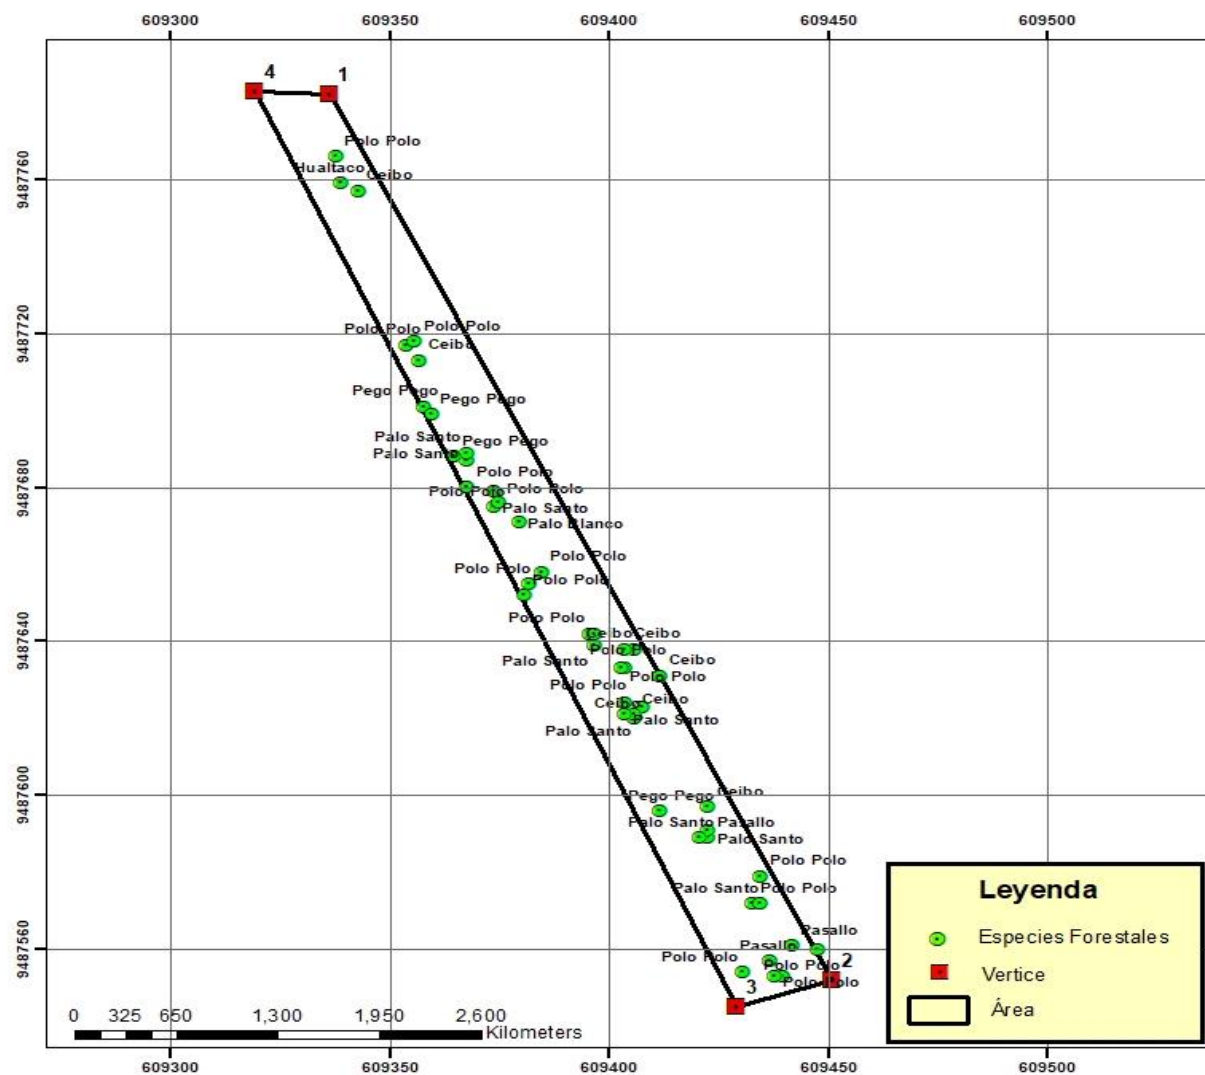 609300 609350 609400 609450 609500
4 1
Polo Polo
9487760
Hualtaco Ceibo
9487720
Polo Polo Polo Polo
Ceibo
Pego Pego Pego Pego
Palo Santo Pego Pego
Palo Santo
Polo Polo
9487680
Polo Polo Polo Polo
Palo Santo
Palo Blanco
Polo Polo
Polo Polo Polo Polo
Polo Polo
9487640
Ceibo Ceibo
Polo Polo
Palo Santo Ceibo
Polo Polo
Polo Polo
Ceibo Ceibo
Palo Santo
Palo Santo
9487600
Pego Pego Ceibo
Palo Santo Pasallo
Palo Santo
Polo Polo
Palo Santo Polo Polo
Pasallo
9487560
Pasallo
Polo Polo Polo Polo
2
Polo Polo
3
Leyenda
Especies Forestales
Vertice
Área
0 325 650 1,300 1,950 2,600
Kilometers
609300 609350 609400 609450 609500